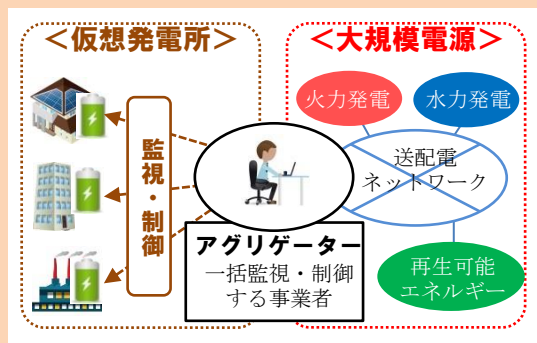 ＜仮想発電所＞
＜大規模電源＞
火力発電
水力発電
監視・制御
送配電
ネットワーク
アグリゲーター
一括監視・制御
する事業者
再生可能
エネルギー